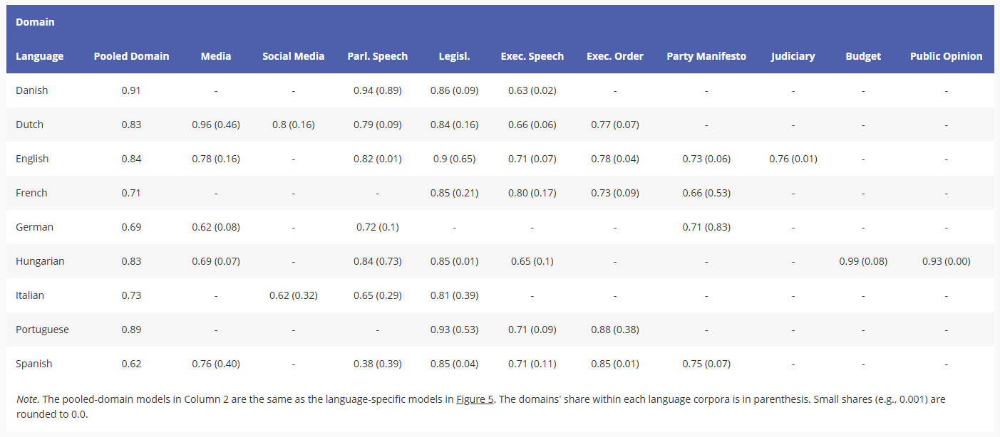 Domain
Language Pooled Domain Media Social Media Parl. Speech Legisl. Exec. Speech Exec. Order Party Manifesto Judiciary Budget Public Opinion
Danish 0.91 - - 0.94 (0.89) 0.86 (0.09) 0.63 (0.02) - - - - -
Dutch 0.83 0.96 (0.46) 0.8 (0.16) 0.79 (0.09) 0.84 (0.16) 0.66 (0.06) 0.77 (0.07) - - - -
English 0.84 0.78 (0.16) - 0.82 (0.01) 0.9 (0.65) 0.71 (0.07) 0.78 (0.04) 0.73 (0.06) 0.76 (0.01) - -
French 0.71 - - - 0.85 (0.21) 0.80 (0.17) 0.73 (0.09) 0.66 (0.53) - - -
German 0.69 0.62 (0.08) - 0.72 (0.1) - - - 0.71 (0.83) - - -
Hungarian 0.83 0.69 (0.07) - 0.84 (0.73) 0.85 (0.01) 0.65 (0.1) - - - 0.99 (0.08) 0.93 (0.00)
Italian 0.73 - 0.62 (0.32) 0.65 (0.29) 0.81 (0.39) - - - - - -
Portuguese 0.89 - - - 0.93 (0.53) 0.71 (0.09) 0.88 (0.38) - - - -
Spanish 0.62 0.76 (0.40) - 0.38 (0.39) 0.85 (0.04) 0.71 (0.11) 0.85 (0.01) 0.75 (0.07) - - -
Note. The pooled-domain models in Column 2 are the same as the language-specific models in Figure 5. The domains’ share within each language corpora is in parenthesis. Small shares (e.g., 0.001) are
rounded to 0.0.